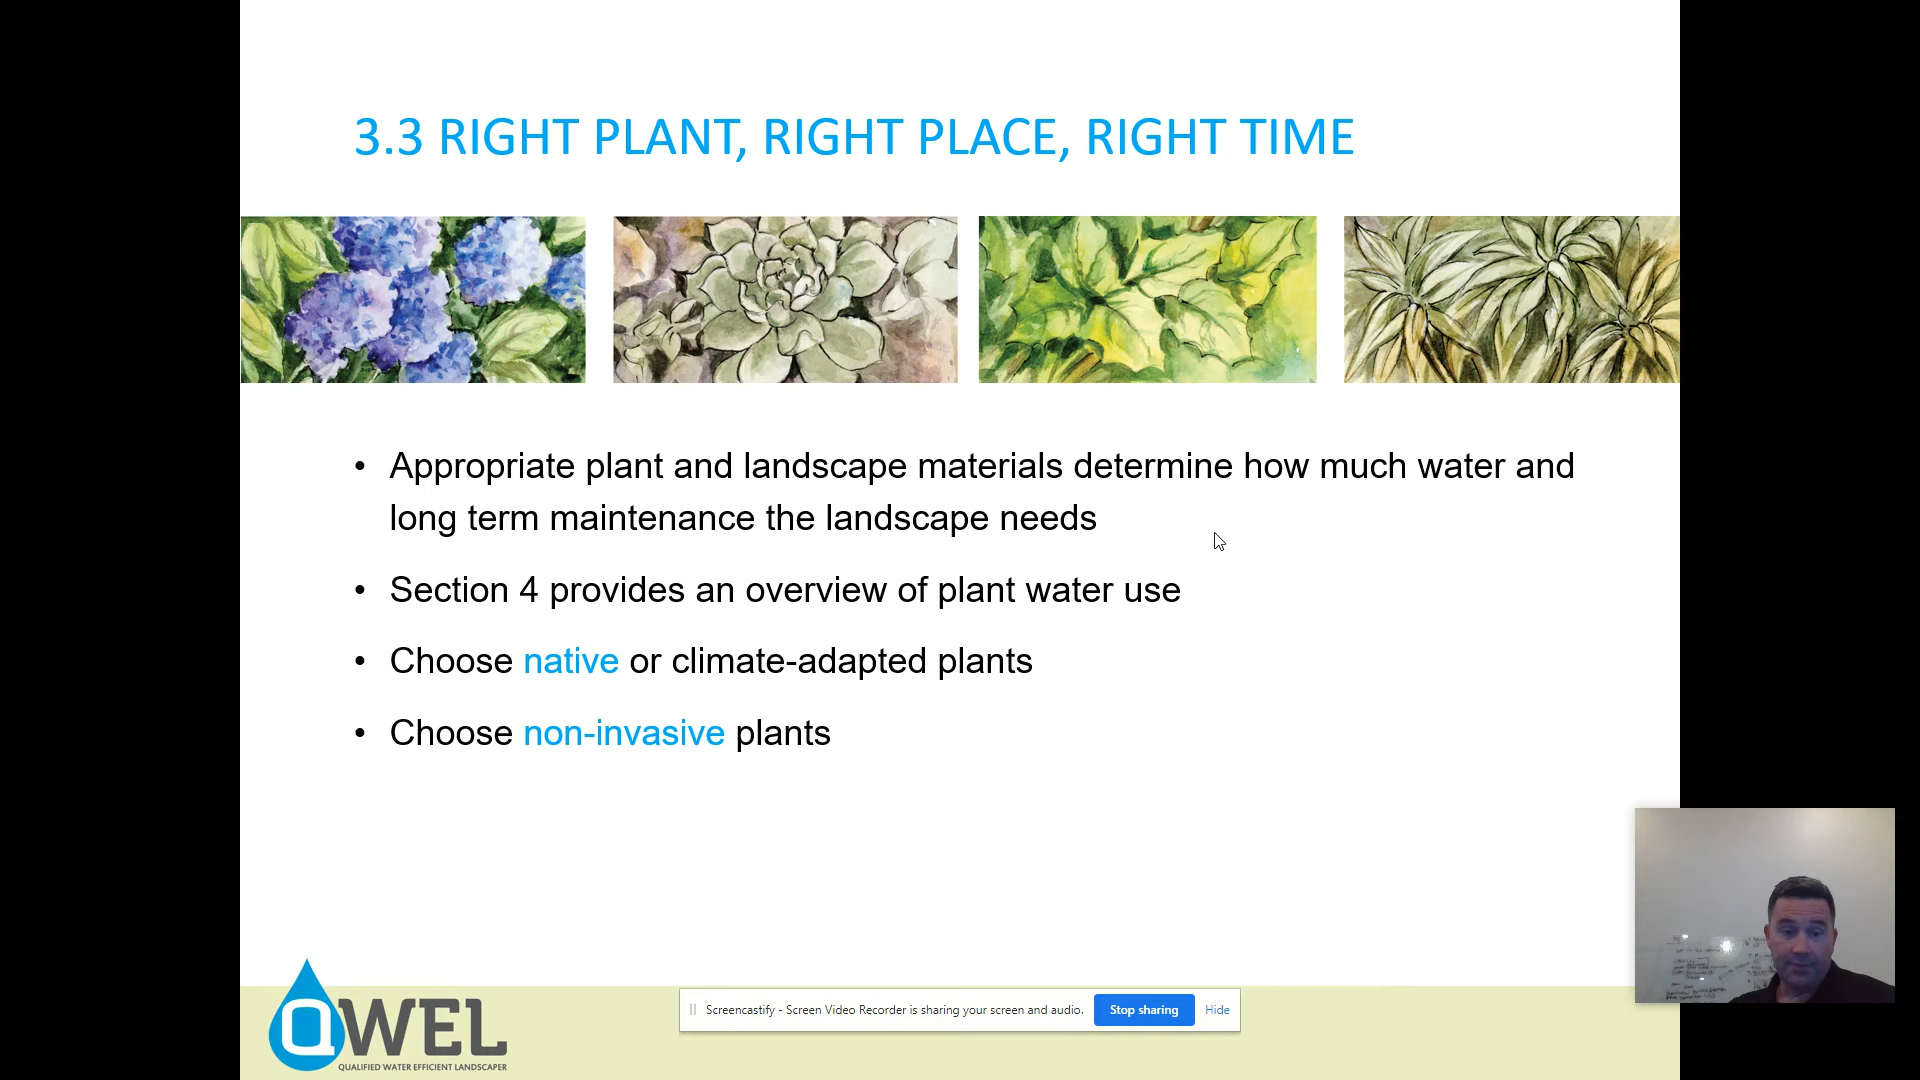 3.3 RIGHT PLANT, RIGHT PLACE, RIGHT TIME
• Appropriate plant and landscape materials determine how much water and
long term maintenance the landscape needs
• Section 4 provides an overview of plant water use
• Choose native or climate-adapted plants
• Choose non-invasive plants
QWEL
QUALIFIED WATER EFFICIENT LANDSCAPER
Screencastify - Screen Video Recorder is sharing your screen and audio. Stop sharing Hide